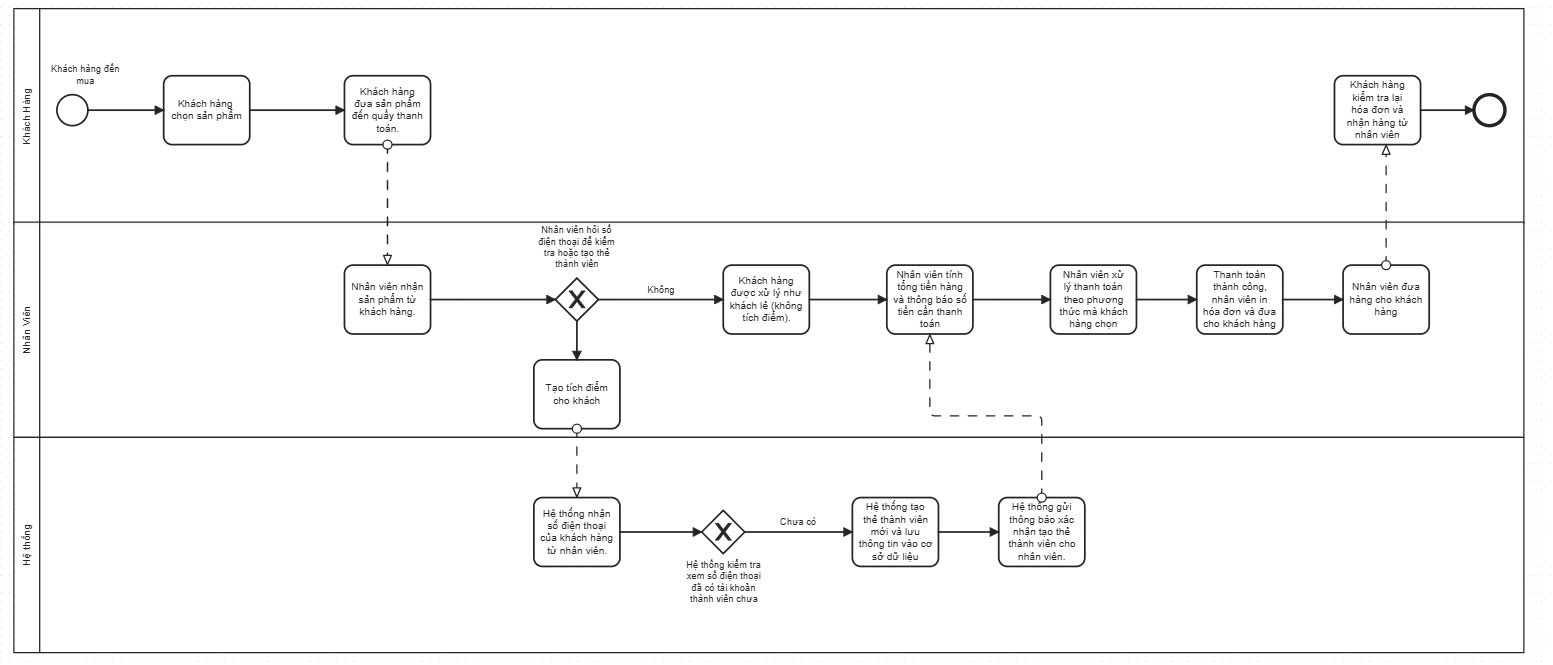 Khách Hàng
Khách hàng đến
mua
Khách hàng
chọn sản phẩm
Khách hàng
đưa sản phẩm
đến quầy thanh
toán.
Khách hàng
kiểm tra lại
hóa đơn và
nhận hàng từ
nhân viên
Nhân Viên
Nhân viên nhận
sản phẩm từ
khách hàng.
Nhân viên hỏi số
điện thoại để kiểm
tra hoặc tạo thẻ
thành viên
Không
Khách hàng
được xử lý như
khách lẻ (không
tích điểm).
Nhân viên tính
tổng tiền hàng
và thông báo số
tiền cần thanh
toán
Nhân viên xử
lý thanh toán
theo phương
thức mà khách
hàng chọn
Thanh toán
thành công,
nhân viên in
hóa đơn và đưa
cho khách hàng
Nhân viên đưa
hàng cho khách
hàng
Tạo tích điểm
cho khách
Hệ thống
Hệ thống nhận
số điện thoại
của khách hàng
từ nhân viên.
Hệ thống kiểm tra
xem số điện thoại
đã có tài khoản
thành viên chưa
Chưa có
Hệ thống tạo
thẻ thành viên
mới và lưu
thông tin vào cơ
sở dữ liệu
Hệ thống gửi
thông báo xác
nhận tạo thẻ
thành viên cho
nhân viên.